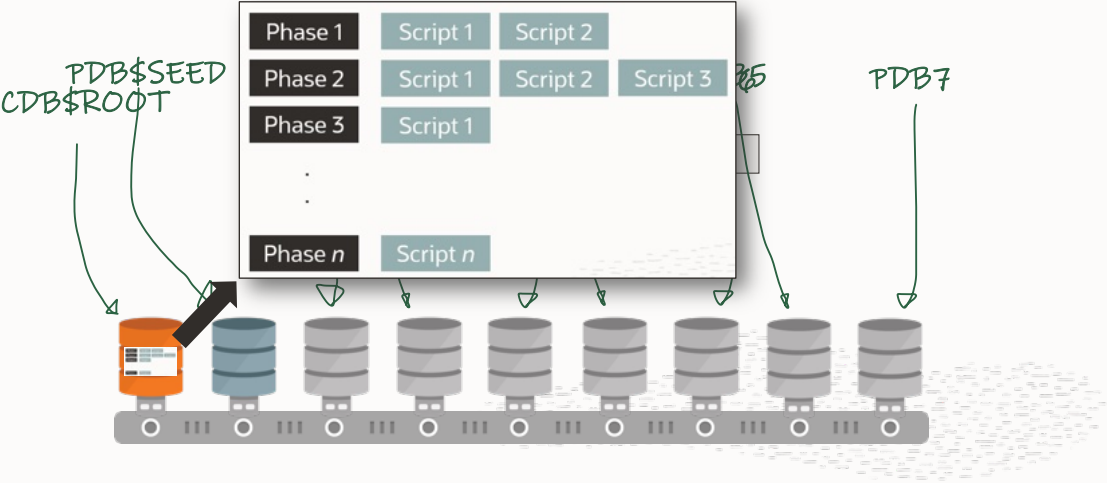 Phase 1 Script 1 Script 2
PDB$SEED
Phase 2 Script 1 Script 2 Script 3
PDB7
CDB$ROOT
Phase 3 Script 1
.
.
Phase n Script n